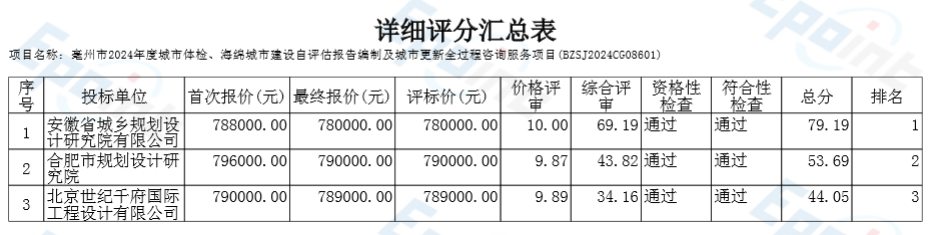 详细评分汇总表
项目名称：亳州市2024年度城市体检、海绵城市建设自评估报告编制及城市更新全过程咨询服务项目(BZSJ2024CG08601)
序号 投标单位 首次报价(元) 最终报价(元) 评标价(元) 价格评审 综合评审 资格性检查 符合性检查 总分 排名
1 安徽省城乡规划设计研究院有限公司 788000.00 780000.00 780000.00 10.00 69.19 通过 通过 79.19 1
2 合肥市规划设计研究院 796000.00 790000.00 790000.00 9.87 43.82 通过 通过 53.69 2
3 北京世纪千府国际工程设计有限公司 790000.00 789000.00 789000.00 9.89 34.16 通过 通过 44.05 3
Epoint